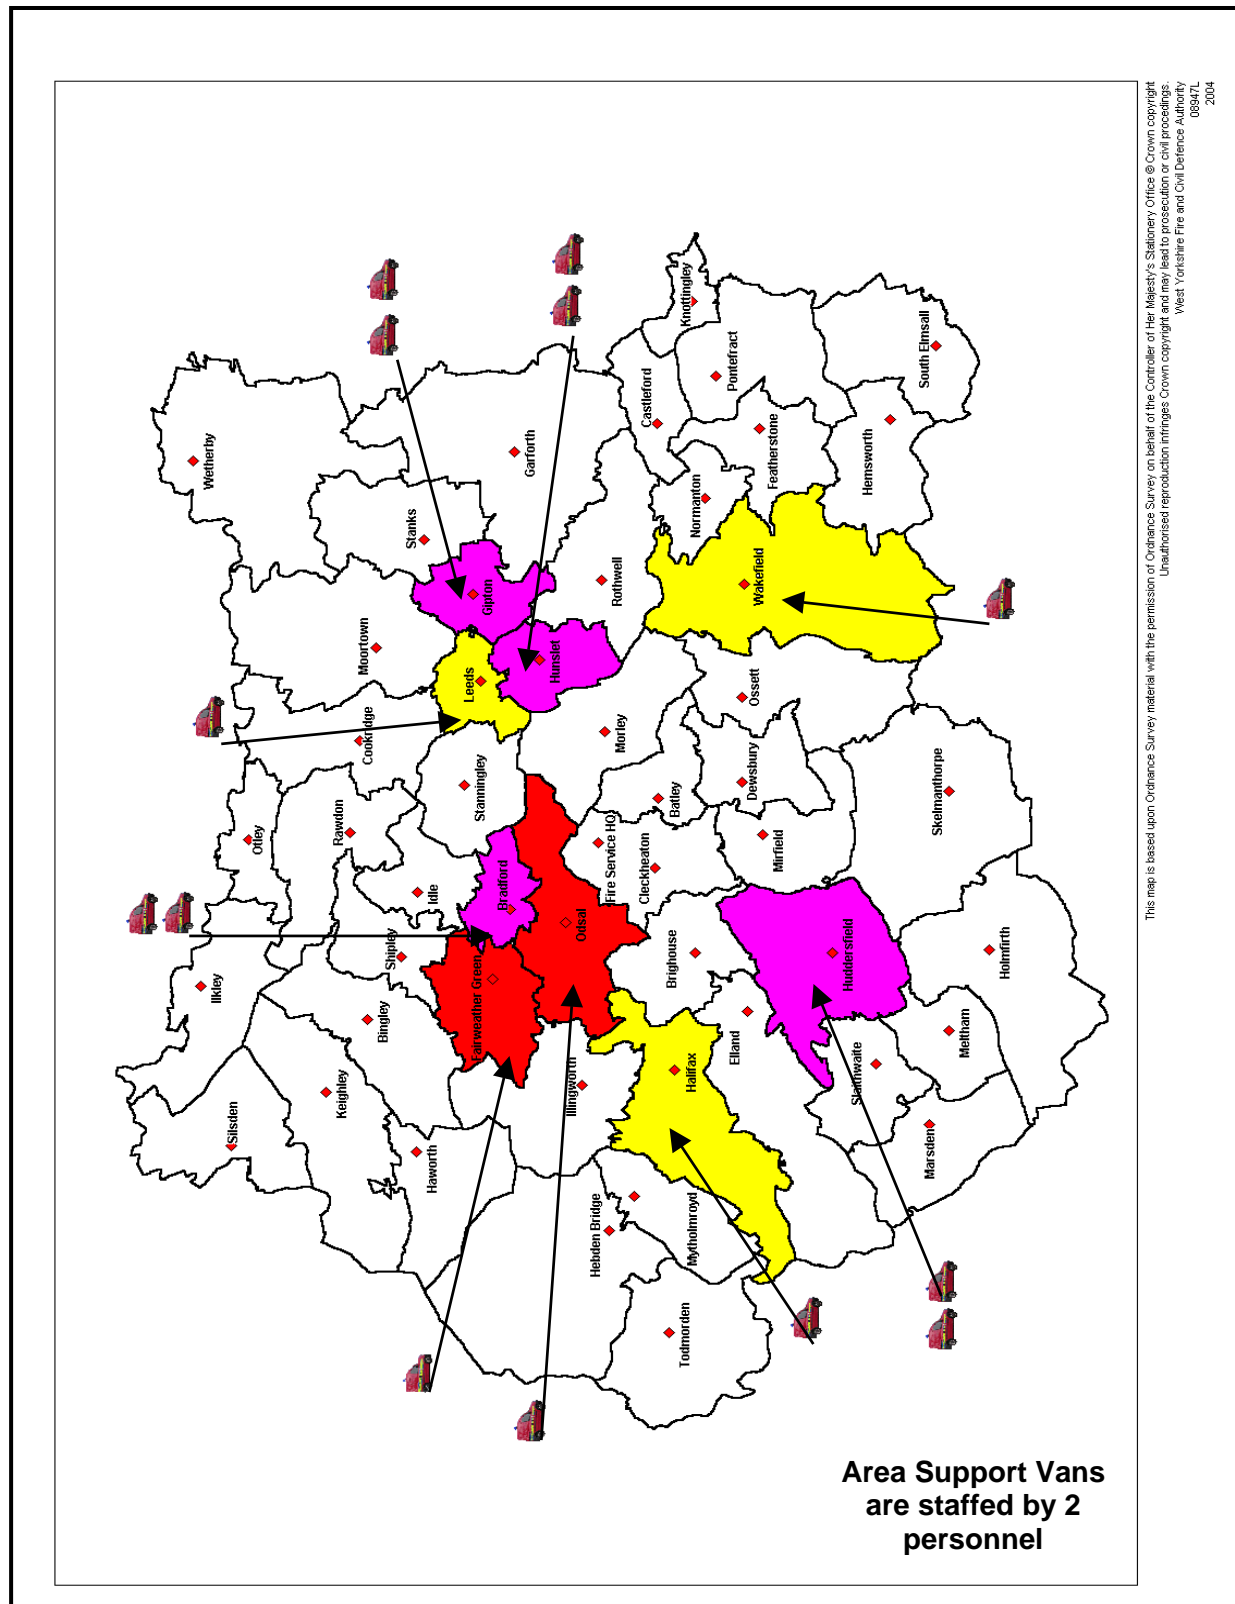 This map is based upon Ordnance Survey material with the permission of Ordnance Survey on behalf of the Controller of Her Majesty's Stationery Office © Crown copyright
Unauthorised reproduction infringes Crown copyright and may lead to prosecution or civil procedings.
West Yorkshire Fire and Civil Defence Authority
08947L
2004
Wetherby
Knottingley
Pontefract
South Elmsall
Castleford
Garforth
Featherstone
Hemsworth
Normanton
Stanks
Gipton
Rothwell
Wakefield
Moortown
Leeds
Hunslet
Ossett
Cookridge
Morley
Stanningley
Dewsbury
Batley
Skelmanthorpe
Otley
Rawdon
Fire Service HQ
Mirfield
Cleckheaton
Idle
Bradford
Odsal
Shipley
Brighouse
Huddersfield
Holmfirth
Ilkley
Fairweather Green
Bingley
Elland
Meltham
Halifax
Slaithwaite
Illingworth
Keighley
Silsden
Haworth
Marsden
Hebden Bridge
Mytholmroyd
Todmorden
Area Support Vans
are staffed by 2
personnel